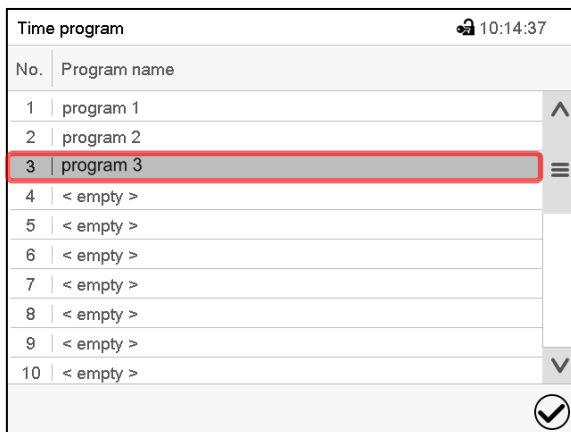 Time program 10:14:37
No. Program name
1 program 1
2 program 2
3 program 3
4 < empty >
5 < empty >
6 < empty >
7 < empty >
8 < empty >
9 < empty >
10 < empty >